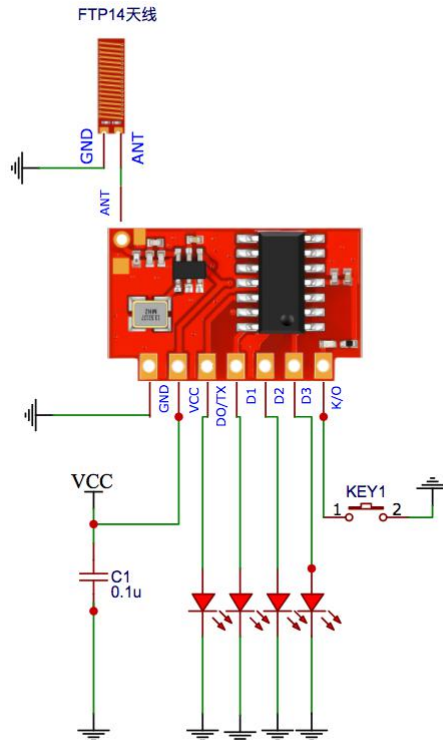 FTP14天线
GND
ANT
ANT
GND
VCC
DO/TX
D1
D2
D3
K/O
VCC
C1
0.1u
KEY1
1
2